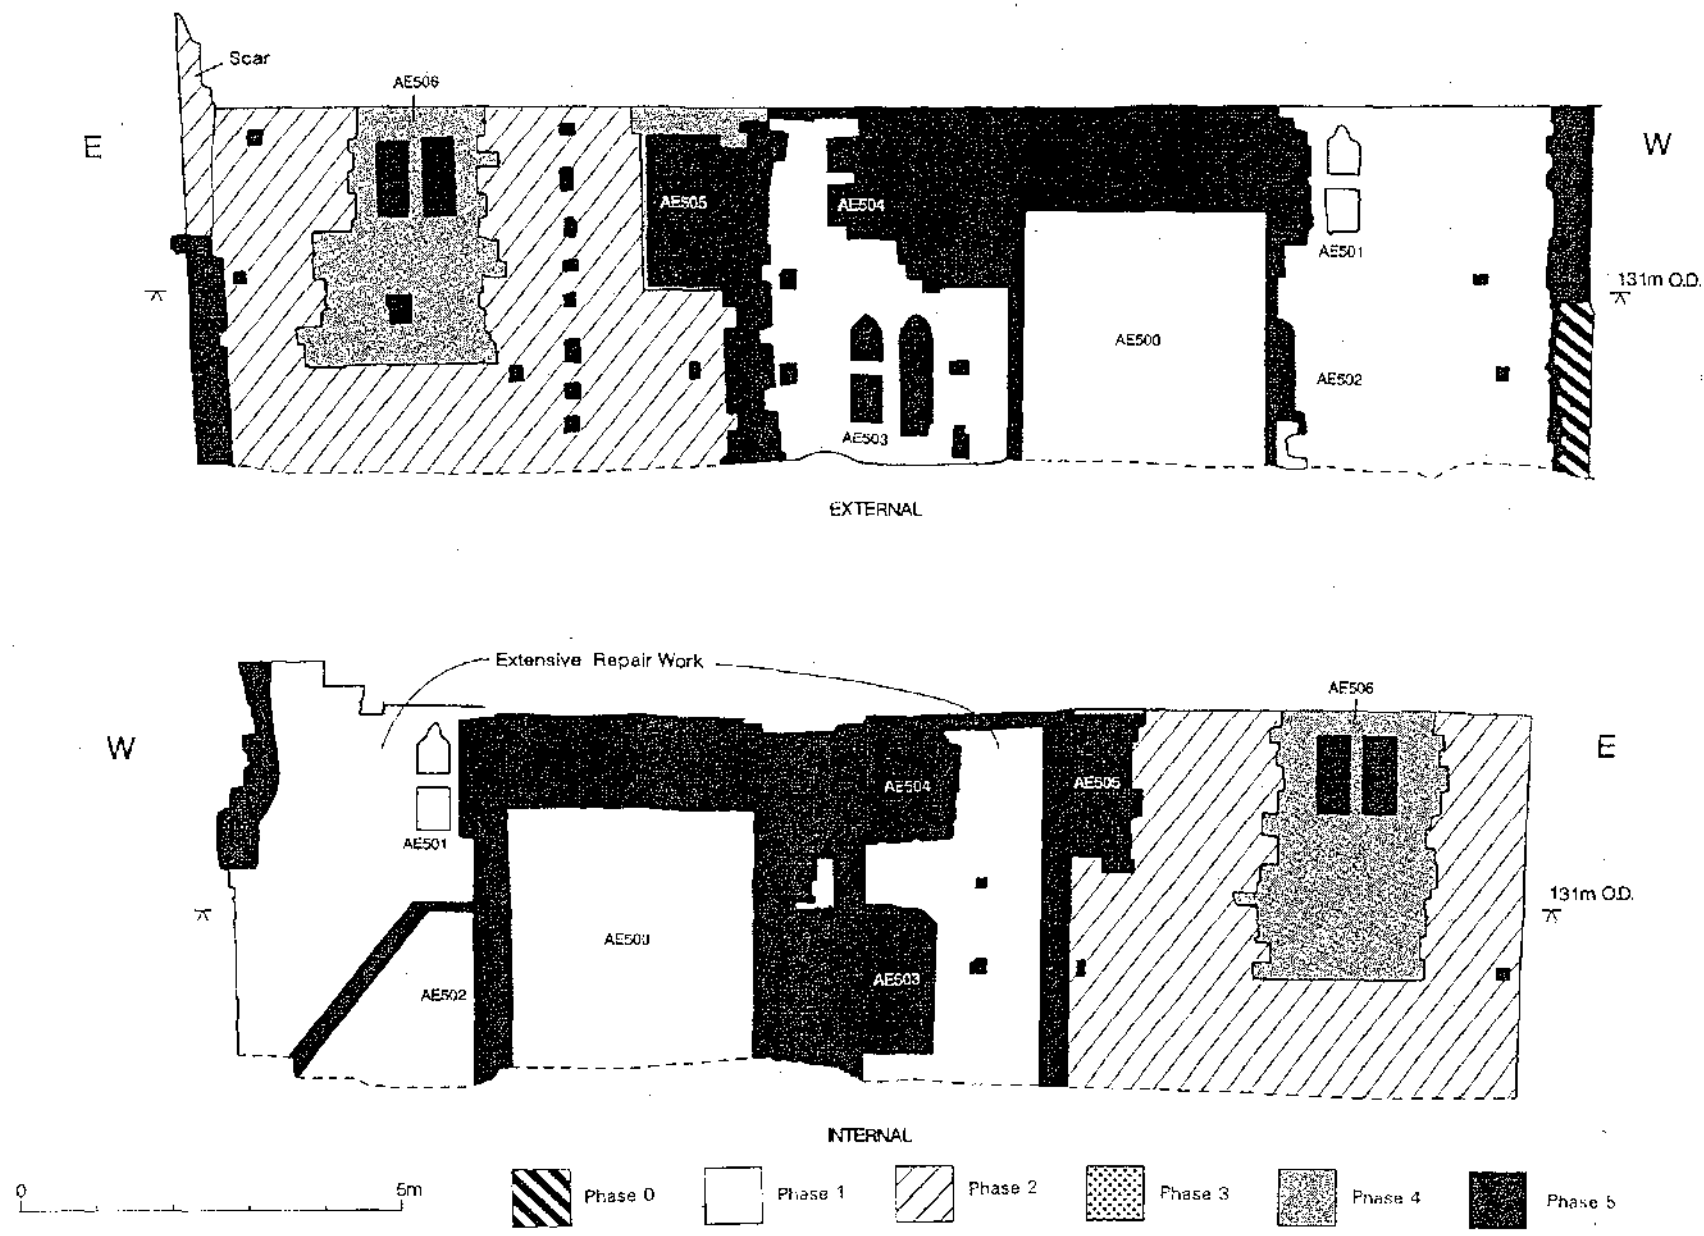 Scar
AE506
E
W
AE505
AE504
AE501
131m O.D.
AE500
AE502
AE503
EXTERNAL
Extensive Repair Work
AE506
W
E
AE504
AE505
AE501
131m O.D.
AE500
AE503
AE502
INTERNAL
0 5m
Phase 0
Phase 1
Phase 2
Phase 3
Phase 4
Phase 5